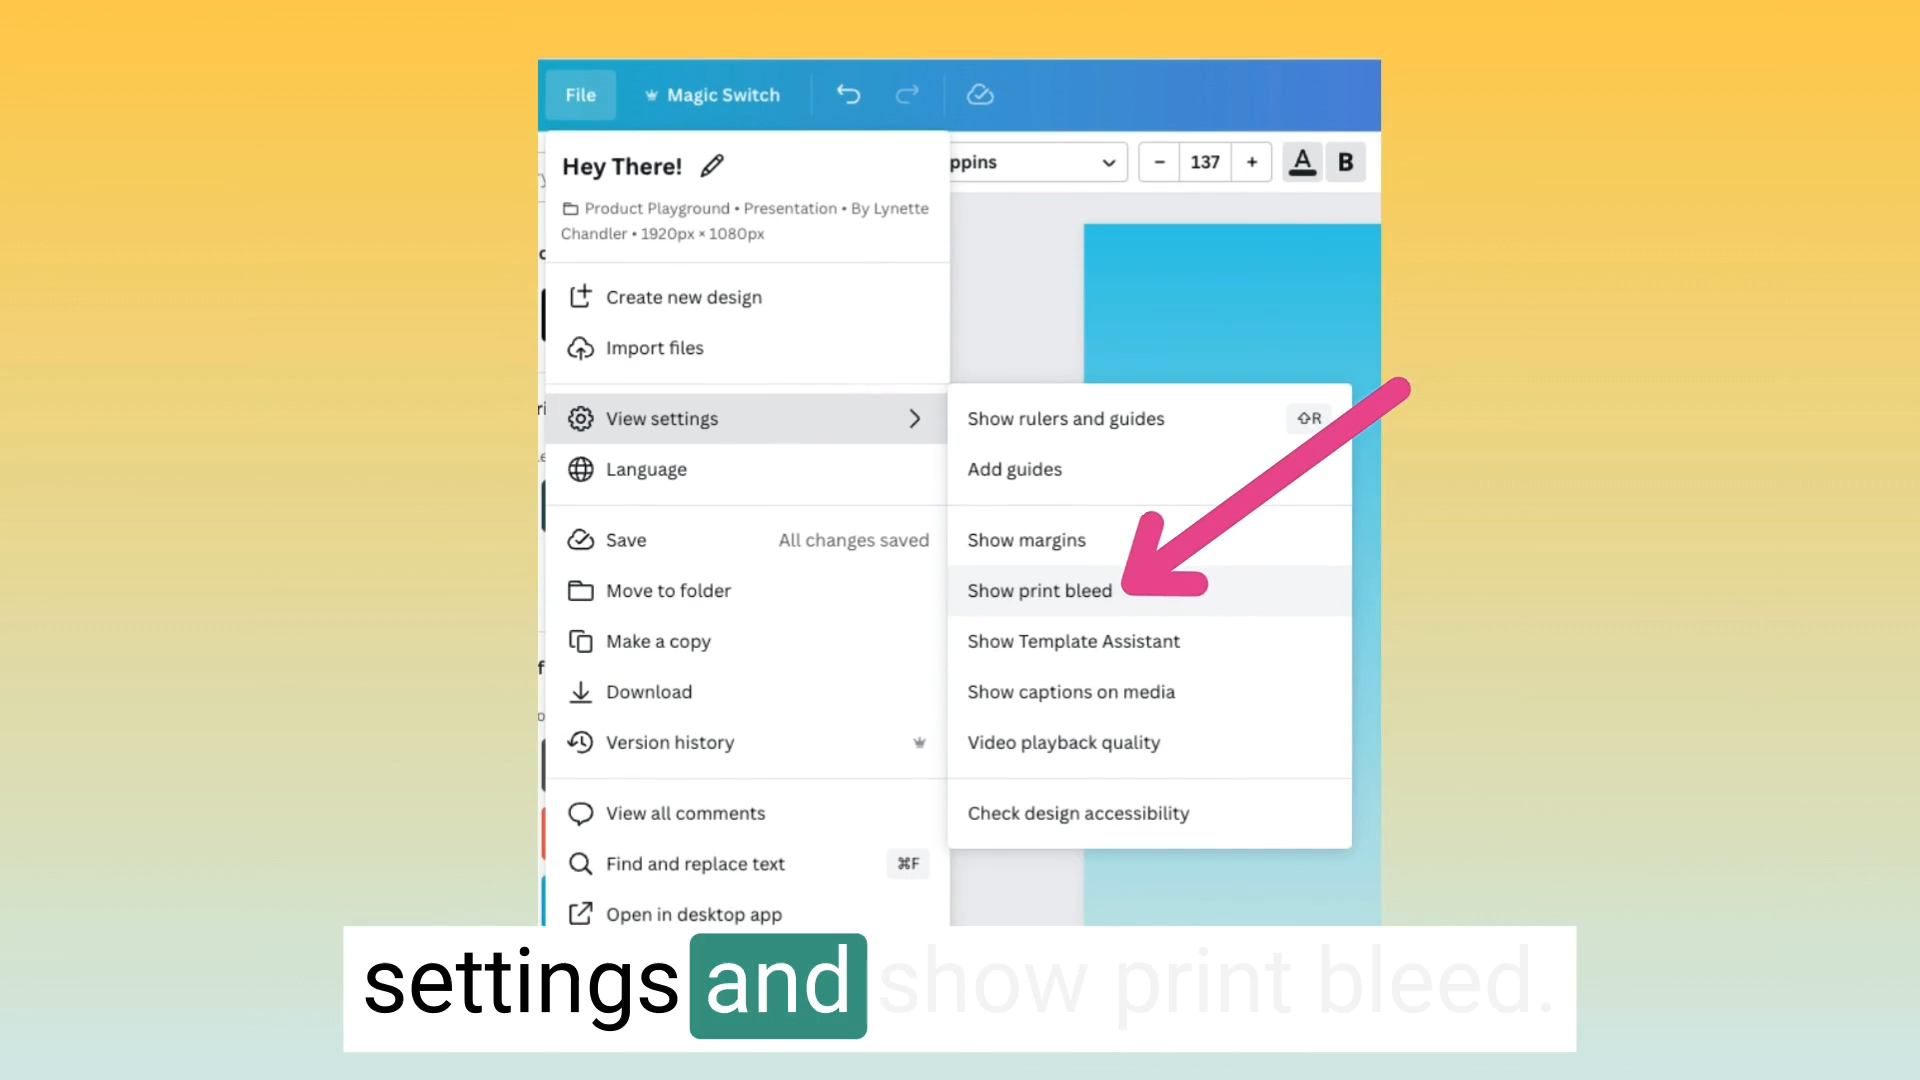 File
Magic Switch
Hey There!
ppins
137
A
B
Product Playground • Presentation • By Lynette
Chandler • 1920px × 1080px
Create new design
Import files
View settings
Language
Save
All changes saved
Move to folder
Make a copy
Download
Version history
View all comments
Find and replace text
⌘F
Open in desktop app
Show rulers and guides
⇧R
Add guides
Show margins
Show print bleed
Show Template Assistant
Show captions on media
Video playback quality
Check design accessibility
settings and show print bleed.